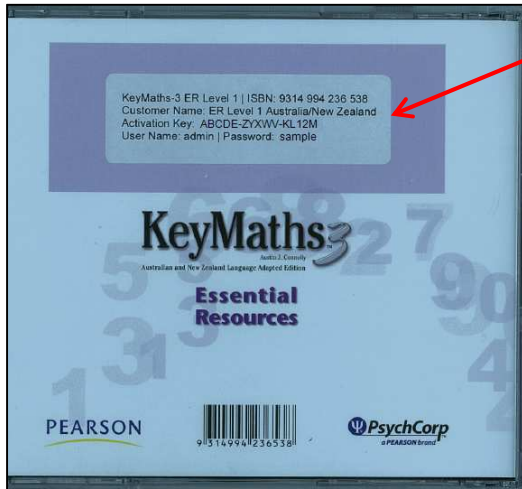 KeyMaths-3 ER Level 1 | ISBN: 9314 994 236 538
Customer Name: ER Level 1 Australia/New Zealand
Activation Key: ABCDE-ZYXWV-KL12M
User Name: admin | Password: sample
KeyMaths3
Austin J. Connolly
Australian and New Zealand Language Adapted Edition
Essential
Resources
PEARSON
9 314994 236538
PsychCorp
a PEARSON brand